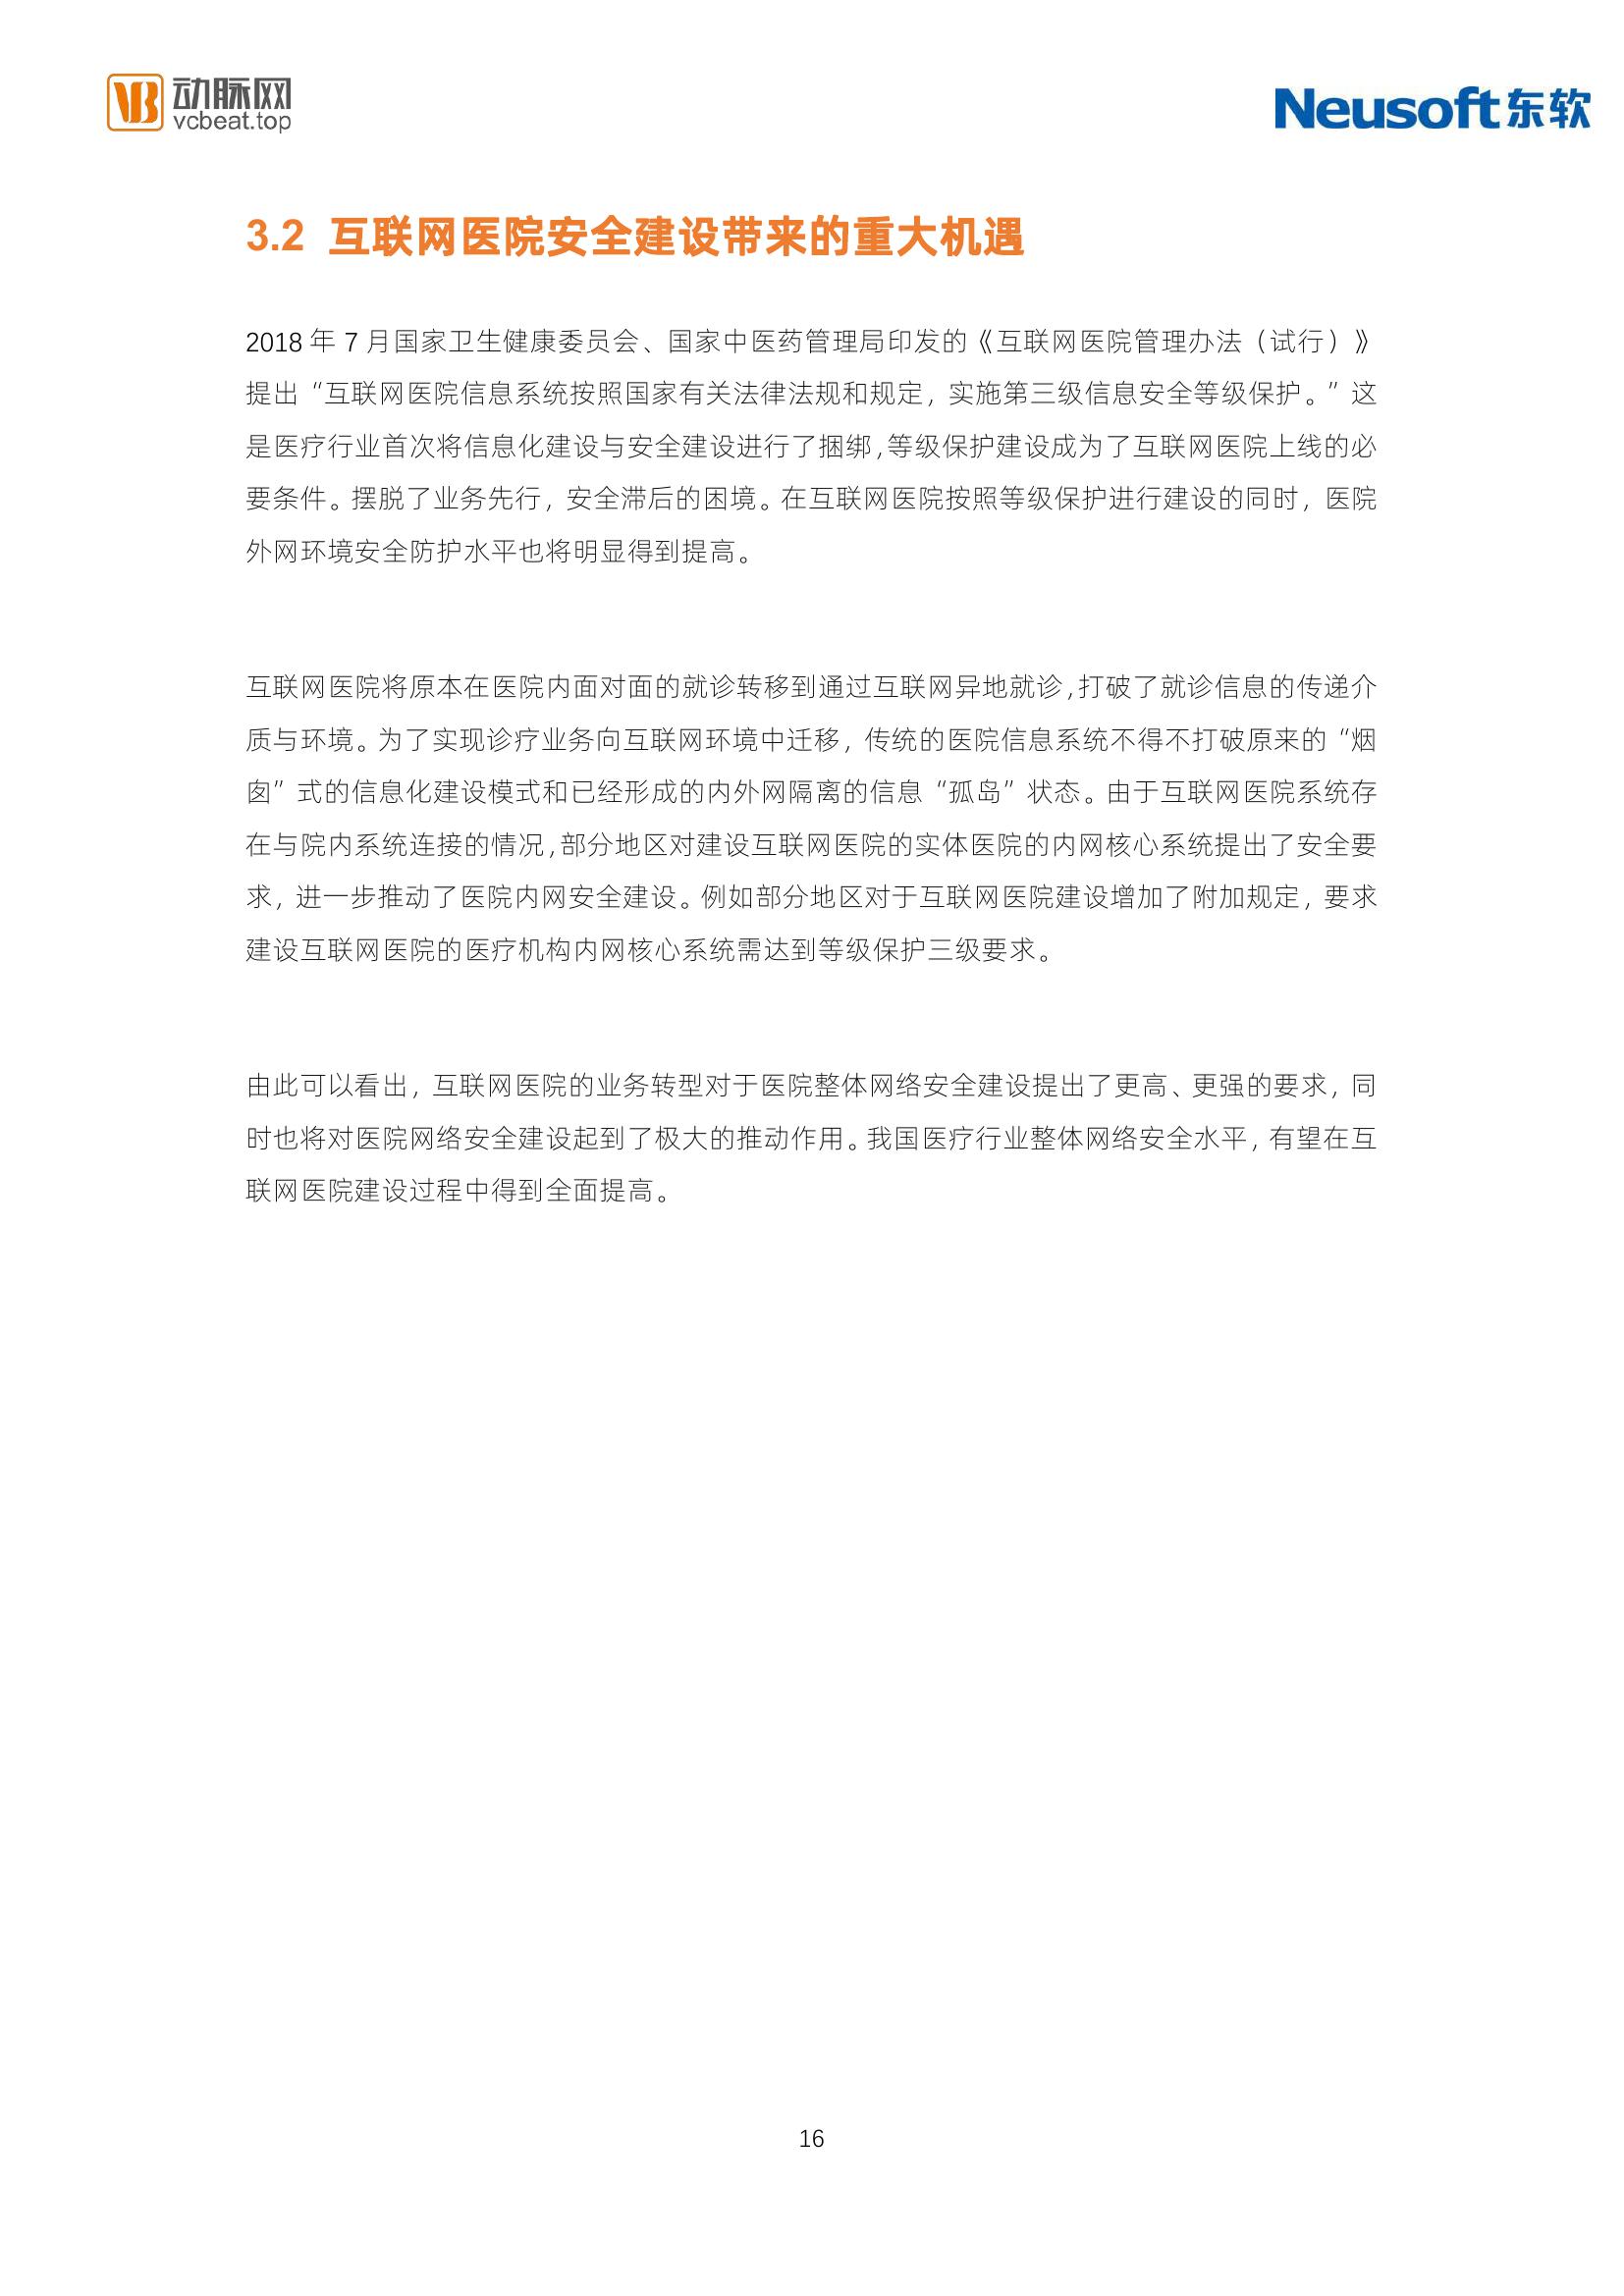 动脉网
vcbeat.top
Neusoft东软
3.2 互联网医院安全建设带来的重大机遇
2018 年 7 月国家卫生健康委员会、国家中医药管理局印发的《互联网医院管理办法（试行）》
提出“互联网医院信息系统按照国家有关法律法规和规定，实施第三级信息安全等级保护。”这
是医疗行业首次将信息化建设与安全建设进行了捆绑，等级保护建设成为了互联网医院上线的必
要条件。摆脱了业务先行，安全滞后的困境。在互联网医院按照等级保护进行建设的同时，医院
外网环境安全防护水平也将明显得到提高。
互联网医院将原本在医院内面对面的就诊转移到通过互联网异地就诊，打破了就诊信息的传递介
质与环境。为了实现诊疗业务向互联网环境中迁移，传统的医院信息系统不得不打破原来的“烟
囱”式的信息化建设模式和已经形成的内外网隔离的信息“孤岛”状态。由于互联网医院系统存
在与院内系统连接的情况，部分地区对建设互联网医院的实体医院的内网核心系统提出了安全要
求，进一步推动了医院内网安全建设。例如部分地区对于互联网医院建设增加了附加规定，要求
建设互联网医院的医疗机构内网核心系统需达到等级保护三级要求。
由此可以看出，互联网医院的业务转型对于医院整体网络安全建设提出了更高、更强的要求，同
时也将对医院网络安全建设起到了极大的推动作用。我国医疗行业整体网络安全水平，有望在互
联网医院建设过程中得到全面提高。
16